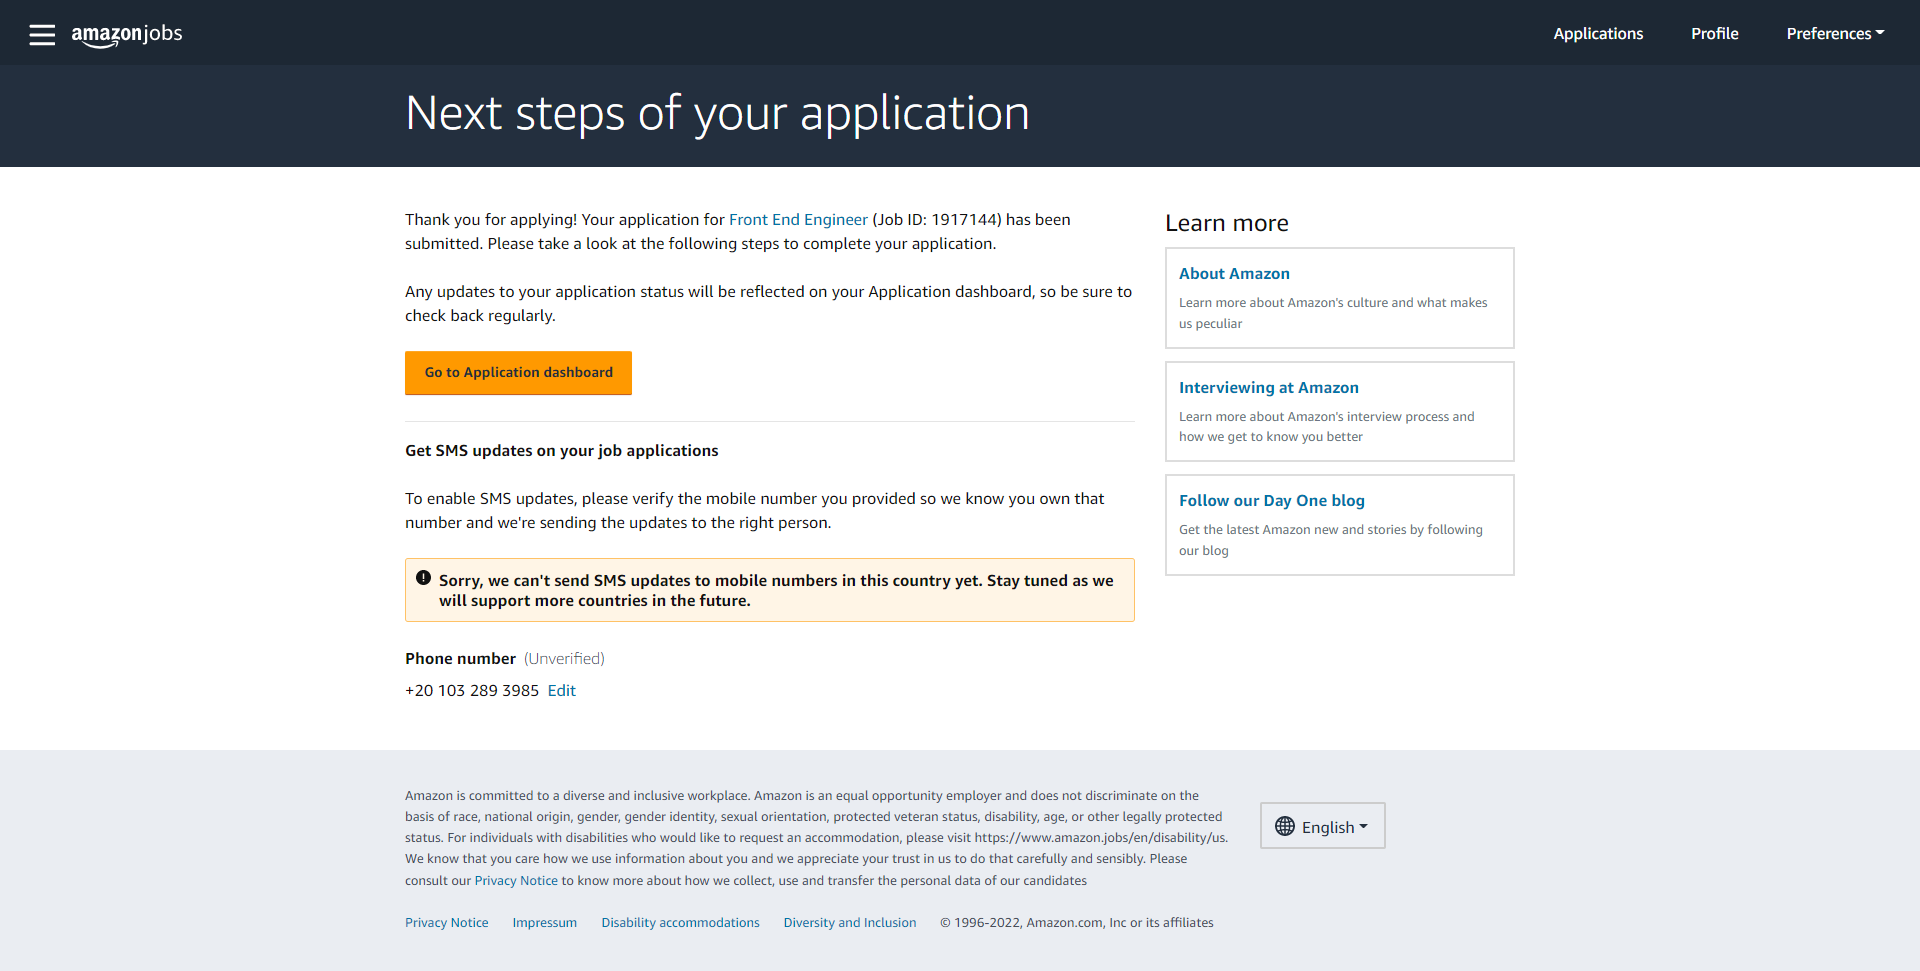 amazonjobs
Applications
Profile
Preferences
Next steps of your application
Thank you for applying! Your application for Front End Engineer (Job ID: 1917144) has been
submitted. Please take a look at the following steps to complete your application.
Any updates to your application status will be reflected on your Application dashboard, so be sure to
check back regularly.
Go to Application dashboard
Get SMS updates on your job applications
To enable SMS updates, please verify the mobile number you provided so we know you own that
number and we're sending the updates to the right person.
Sorry, we can't send SMS updates to mobile numbers in this country yet. Stay tuned as we
will support more countries in the future.
Phone number (Unverified)
+20 103 289 3985 Edit
Learn more
About Amazon
Learn more about Amazon's culture and what makes
us peculiar
Interviewing at Amazon
Learn more about Amazon's interview process and
how we get to know you better
Follow our Day One blog
Get the latest Amazon new and stories by following
our blog
Amazon is committed to a diverse and inclusive workplace. Amazon is an equal opportunity employer and does not discriminate on the
basis of race, national origin, gender, gender identity, sexual orientation, protected veteran status, disability, age, or other legally protected
status. For individuals with disabilities who would like to request an accommodation, please visit https://www.amazon.jobs/en/disability/us.
We know that you care how we use information about you and we appreciate your trust in us to do that carefully and sensibly. Please
consult our Privacy Notice to know more about how we collect, use and transfer the personal data of our candidates
English
Privacy Notice
Impressum
Disability accommodations
Diversity and Inclusion
© 1996-2022, Amazon.com, Inc or its affiliates